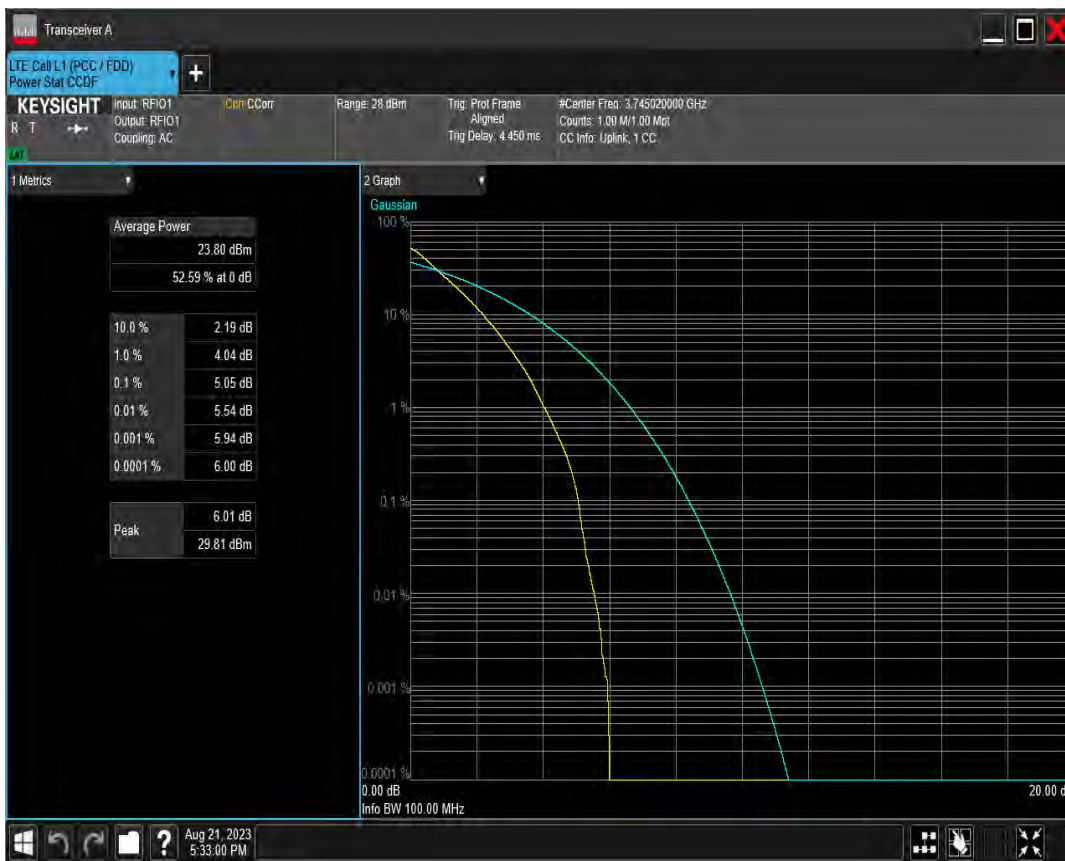 Transceiver A
LTE Cell L1 (PCC / FDD)
Power Stat CCDF
+
KEYSIGHT
R T
LXI
Input: RFIO1
Output: RFIO1
Coupling: AC
Corr CCorr
Range: 28 dBm
Trig: Prot Frame
Aligned
Trig Delay: 4.450 ms
#Center Freq: 3.745020000 GHz
Counts: 1.00 M/1.00 Mpt
CC Info: Uplink, 1 CC
1 Metrics
Average Power
23.80 dBm
52.59 % at 0 dB
10.0 % 2.19 dB
1.0 % 4.04 dB
0.1 % 5.05 dB
0.01 % 5.54 dB
0.001 % 5.94 dB
0.0001 % 6.00 dB
Peak
6.01 dB
29.81 dBm
2 Graph
Gaussian
100 %
10 %
1 %
0.1 %
0.01 %
0.001 %
0.0001 %
0.00 dB
20.00 d
Info BW 100.00 MHz
?
Aug 21, 2023
5:33:00 PM